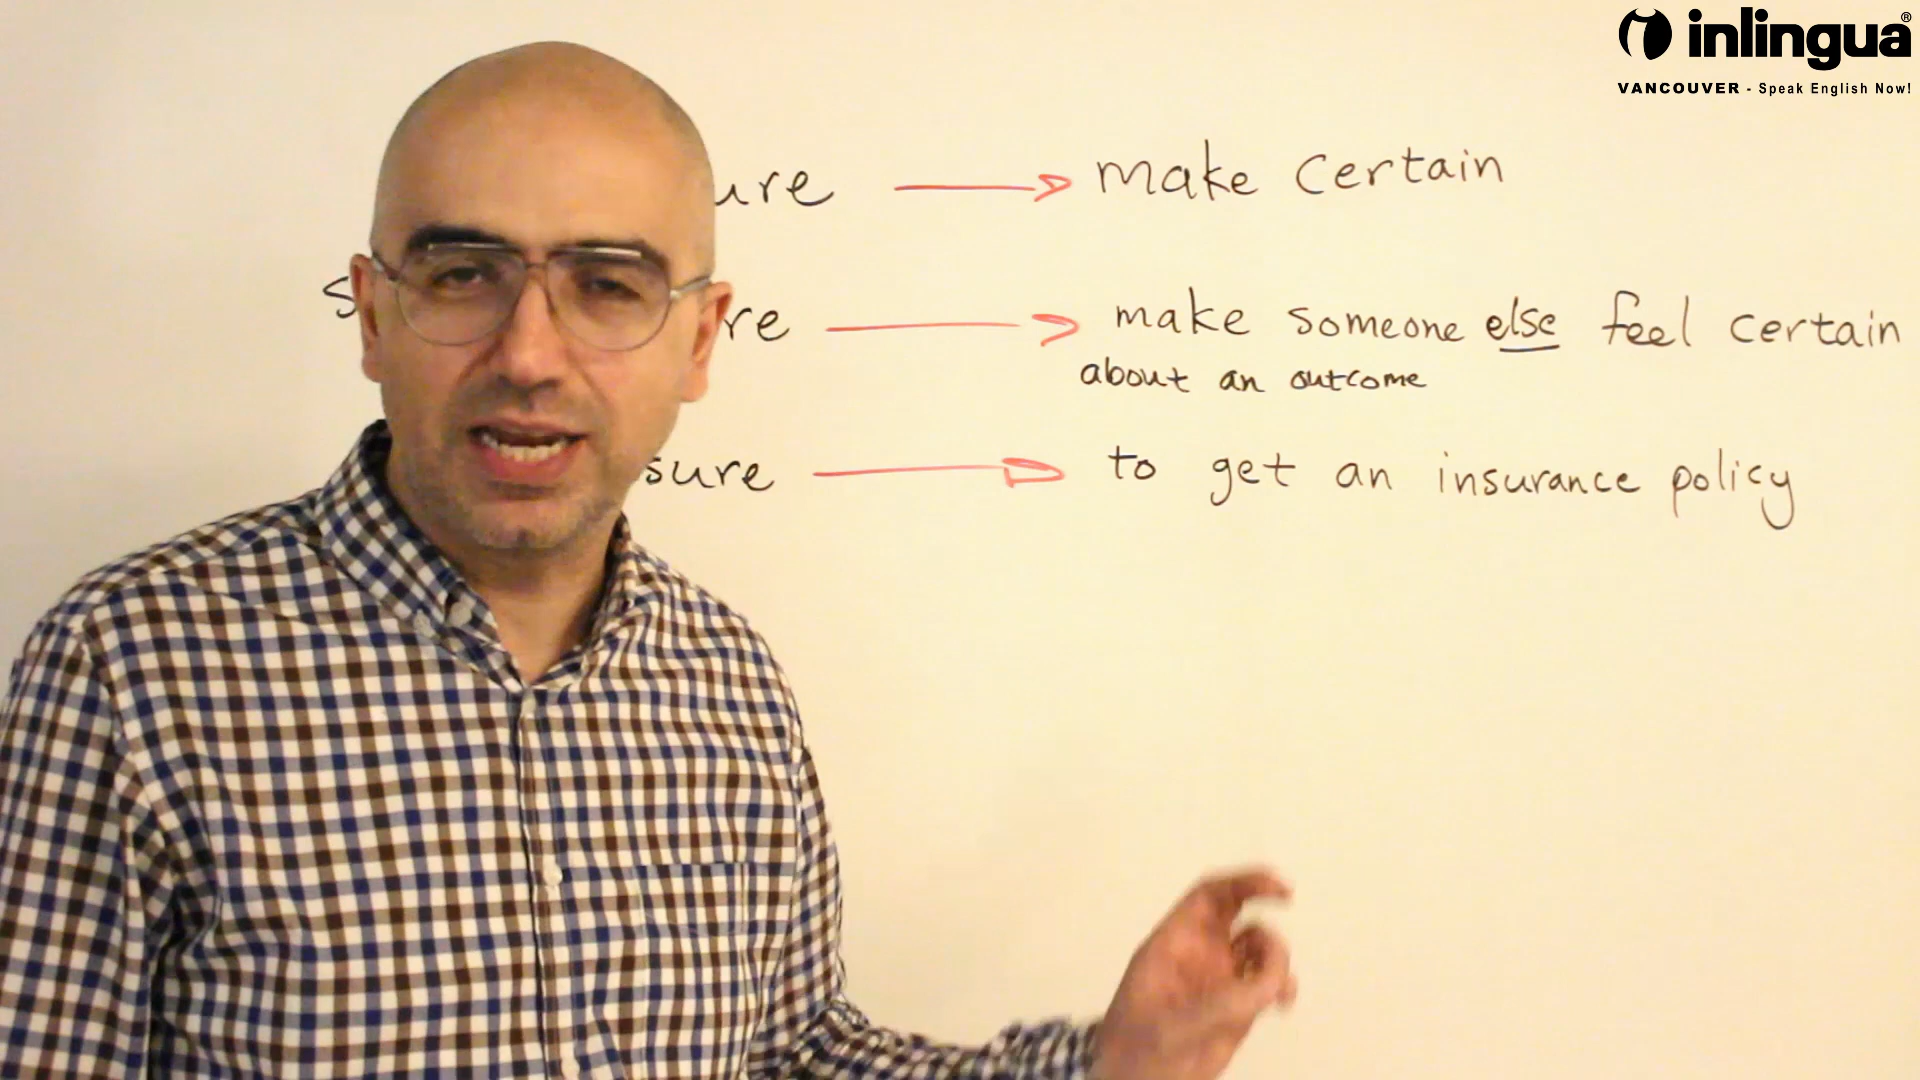 inlingua®
VANCOUVER - Speak English Now!
ure → make certain
s re → make someone else feel certain
about an outcome
sure → to get an insurance policy